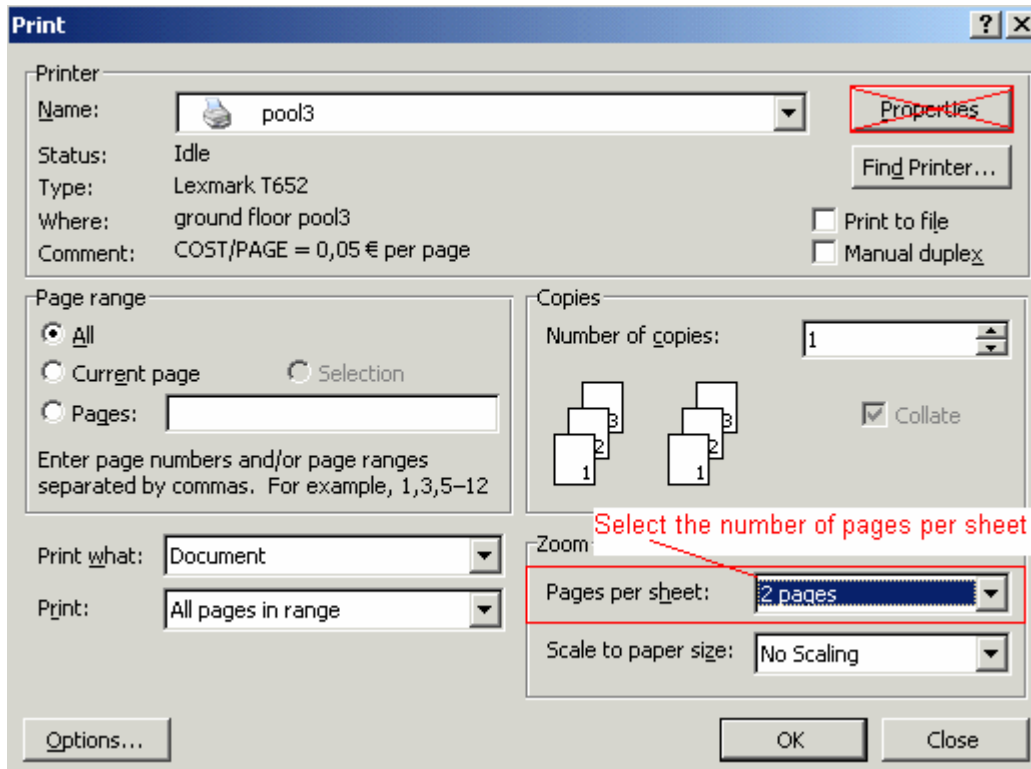 Print
Printer
Name: pool3 Properties
Status: Idle Find Printer...
Type: Lexmark T652
Where: ground floor pool3 Print to file
Comment: COST/PAGE = 0,05 € per page Manual duplex
Page range
All
Current page Selection
Pages:
Enter page numbers and/or page ranges
separated by commas. For example, 1,3,5–12
Copies
Number of copies: 1
3 2 1 3 2 1
Collate
Select the number of pages per sheet
Print what: Document
Print: All pages in range
Zoom
Pages per sheet: 2 pages
Scale to paper size: No Scaling
Options... OK Close